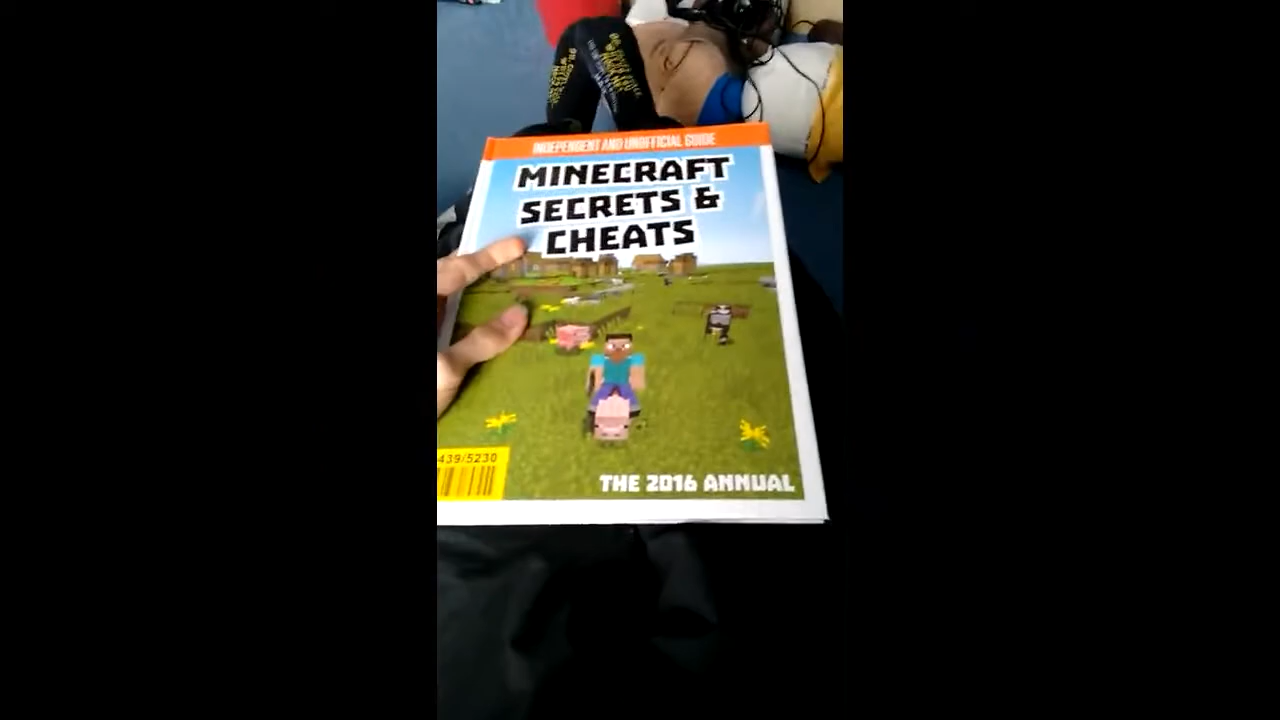 INDEPENDENT AND UNOFFICIAL GUIDE
MINECRAFT
SECRETS &
CHEATS
439/5230
THE 2016 ANNUAL